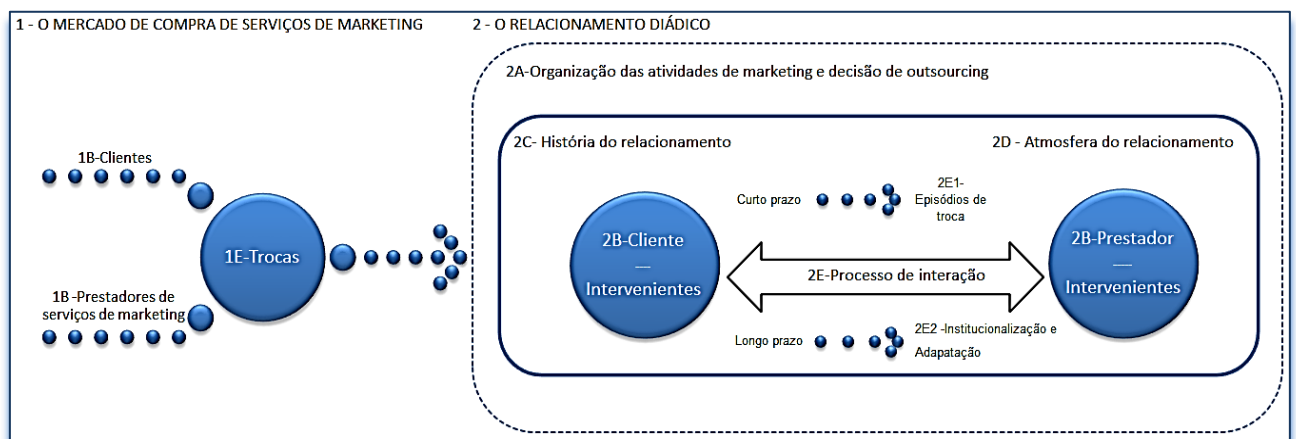 1 - O MERCADO DE COMPRA DE SERVIÇOS DE MARKETING
2 - O RELACIONAMENTO DIÁDICO
2A-Organização das atividades de marketing e decisão de outsourcing
2C- História do relacionamento
2D - Atmosfera do relacionamento
1B-Clientes
1E-Trocas
1B -Prestadores de
serviços de marketing
2B-Cliente
—
Intervenientes
Curto prazo
2E1-
Episódios de
troca
2E-Processo de interação
Longo prazo
2E2 -Institucionalização e
Adapatação
2B-Prestador
—
Intervenientes